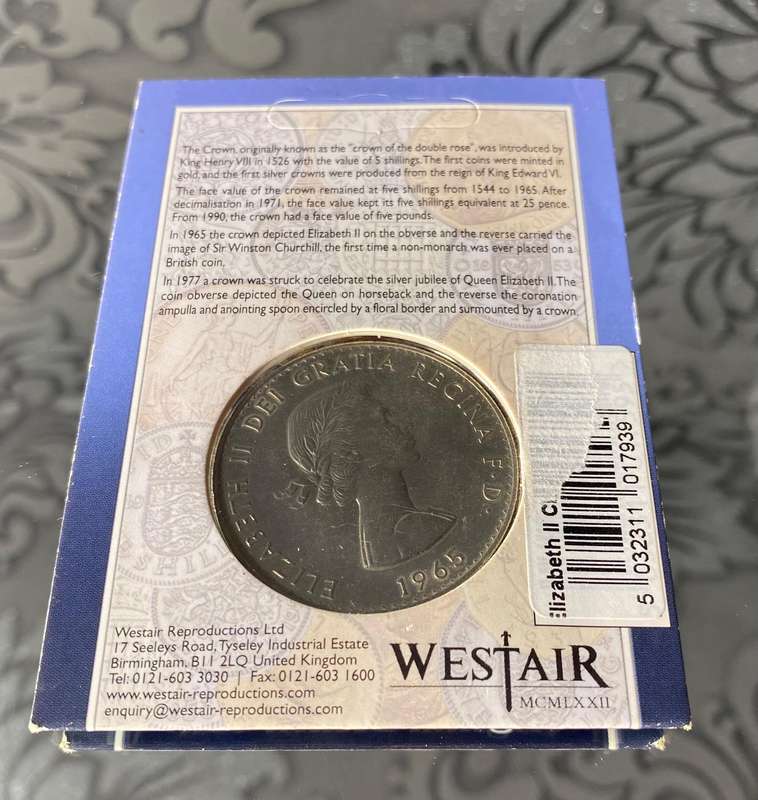 The Crown, originally known as the "crown of the double rose", was introduced by
King Henry VIII in 1526 with the value of 5 shillings. The first coins were minted in
gold, and the first silver crowns were produced from the reign of King Edward VI.
The face value of the crown remained at five shillings from 1544 to 1965. After
decimalisation in 1971, the face value kept its five shillings equivalent at 25 pence.
From 1990, the crown had a face value of five pounds.
In 1965 the crown depicted Elizabeth II on the obverse and the reverse carried the
image of Sir Winston Churchill, the first time a non-monarch was ever placed on a
British coin.
In 1977 a crown was struck to celebrate the silver jubilee of Queen Elizabeth II. The
coin obverse depicted the Queen on horseback and the reverse the coronation
ampulla and anointing spoon encircled by a floral border and surmounted by a crown.
ELIZABETH II DEI GRATIA REGINA F.D.
1965
lizabeth II C
5 032311 017939
SHILLIN
Westair Reproductions Ltd
17 Seeleys Road, Tyseley Industrial Estate
Birmingham. B11 2LQ United Kingdom
Tel: 0121-603 3030 | Fax: 0121-603 1600
www.westair-reproductions.com
enquiry@westair-reproductions.com
WESTAIR
MCMLXXII